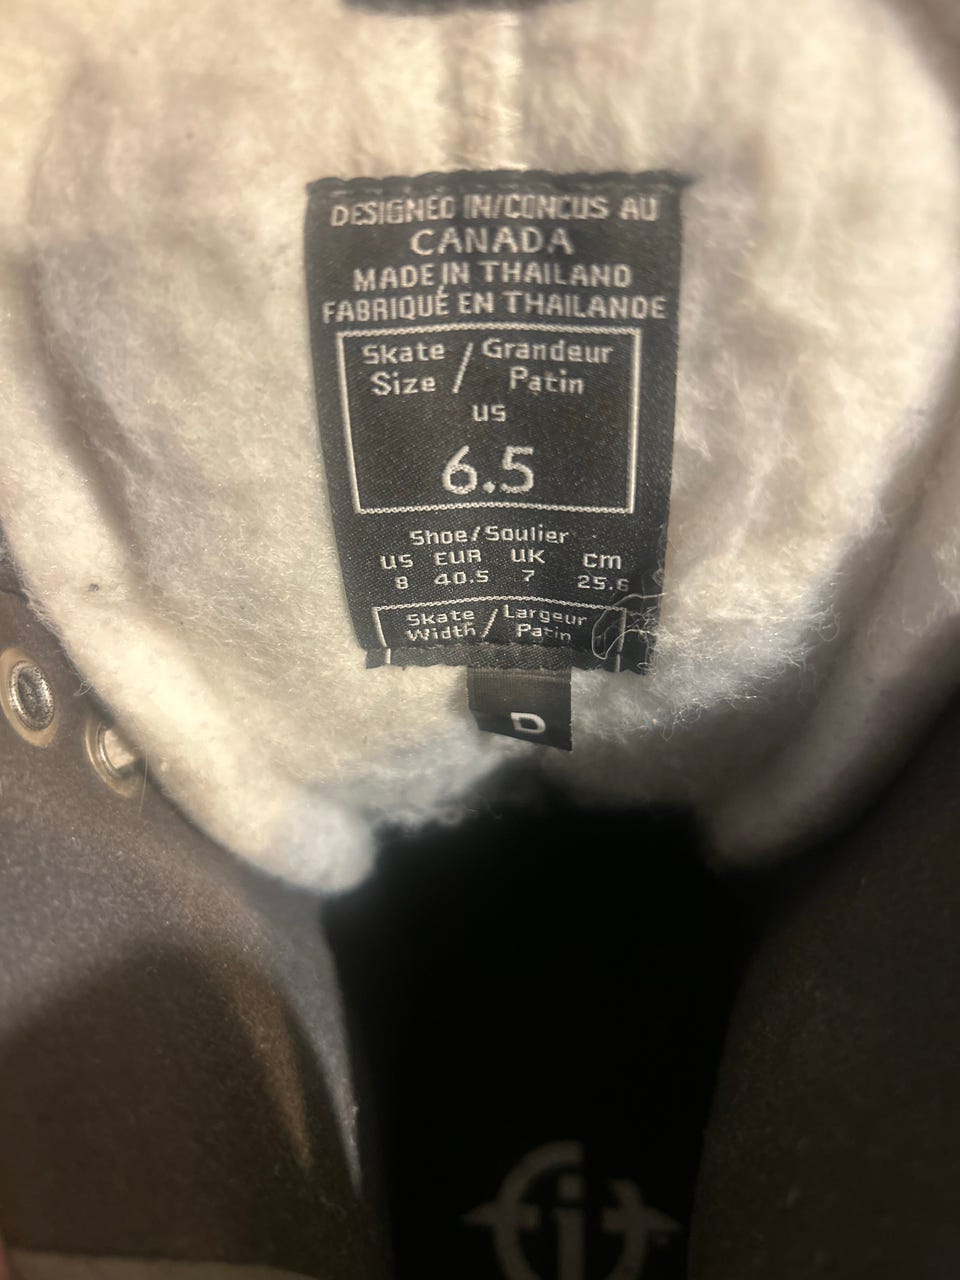 DESIGNED IN/CONCUS AU
CANADA
MADE IN THAILAND
FABRIQUÉ EN THAILANDE
Skate / Grandeur
Size Patin
US
6.5
Shoe/Soulier
US EUR UK cm
8 40.5 7 25.6
Skate / Largeur
Width Patin
D